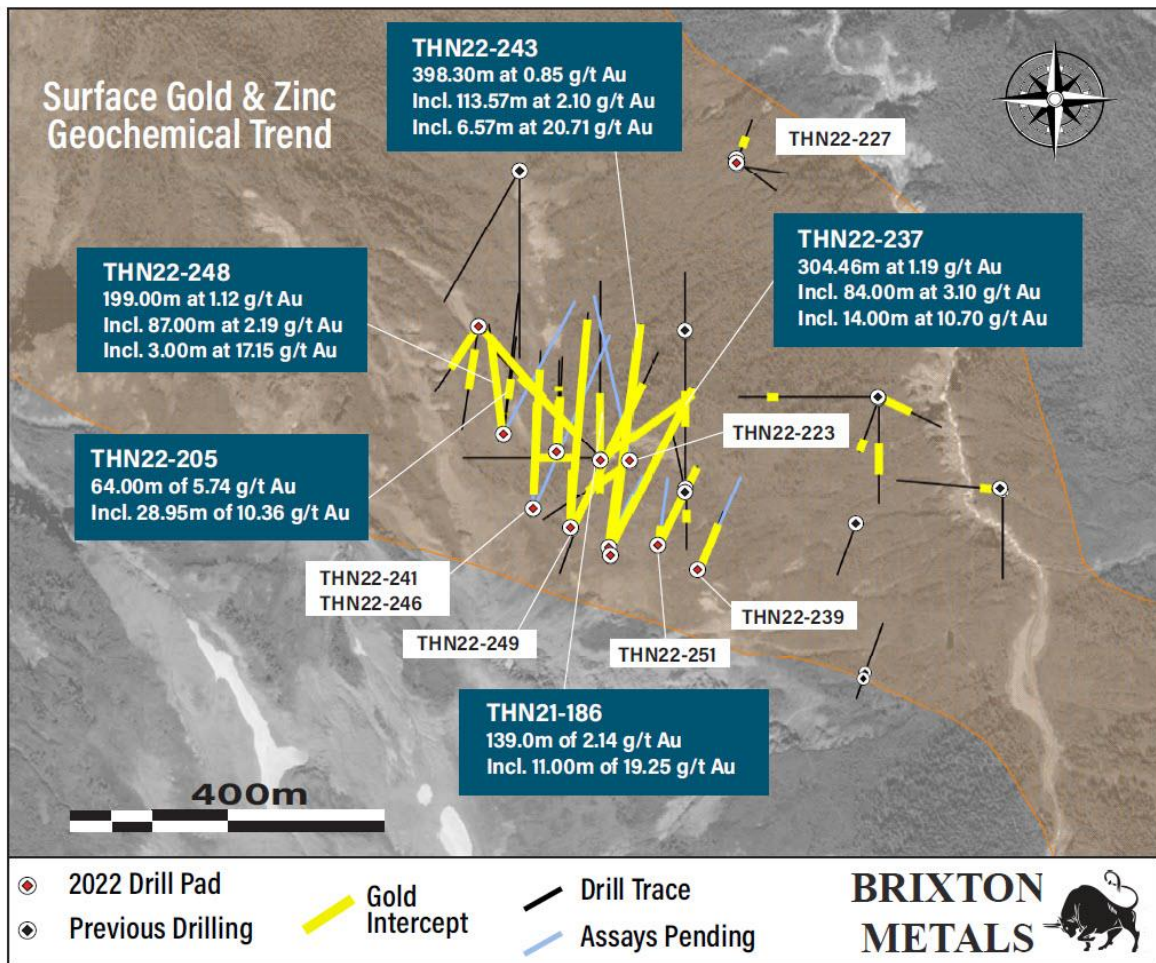 Surface Gold & Zinc
Geochemical Trend
THN22-243
398.30m at 0.85 g/t Au
Incl. 113.57m at 2.10 g/t Au
Incl. 6.57m at 20.71 g/t Au
THN22-227
THN22-237
304.46m at 1.19 g/t Au
Incl. 84.00m at 3.10 g/t Au
Incl. 14.00m at 10.70 g/t Au
THN22-248
199.00m at 1.12 g/t Au
Incl. 87.00m at 2.19 g/t Au
Incl. 3.00m at 17.15 g/t Au
THN22-223
THN22-205
64.00m of 5.74 g/t Au
Incl. 28.95m of 10.36 g/t Au
THN22-241
THN22-246
THN22-249
THN22-251
THN22-239
THN21-186
139.0m of 2.14 g/t Au
Incl. 11.00m of 19.25 g/t Au
400m
2022 Drill Pad
Previous Drilling
Gold
Intercept
Drill Trace
Assays Pending
BRIXTON
METALS